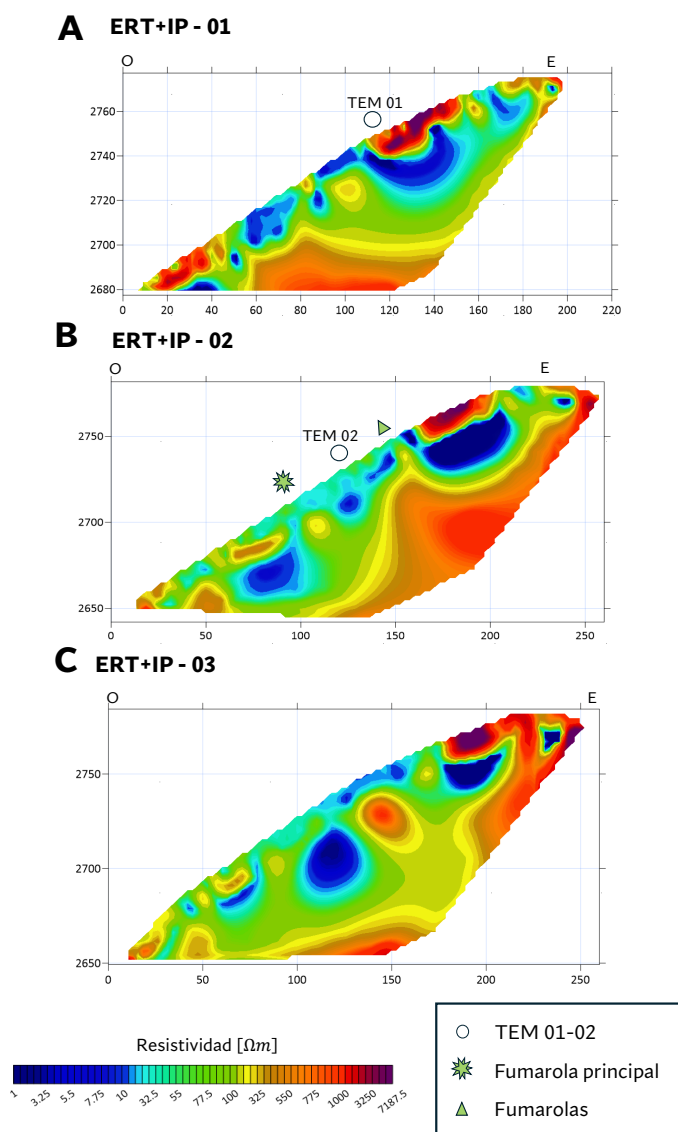 A ERT+IP - 01
O E
TEM 01
2760
2740
2720
2700
2680
0 20 40 60 80 100 120 140 160 180 200 220
B ERT+IP - 02
O E
TEM 02
2750
2700
2650
0 50 100 150 200 250
C ERT+IP - 03
O E
2750
2700
2650
0 50 100 150 200 250
Resistividad [Ωm]
1 3.25 5.5 7.75 10 32.5 55 77.5 100 325 550 775 1000 3250 7187.5
TEM 01-02
Fumarola principal
Fumarolas